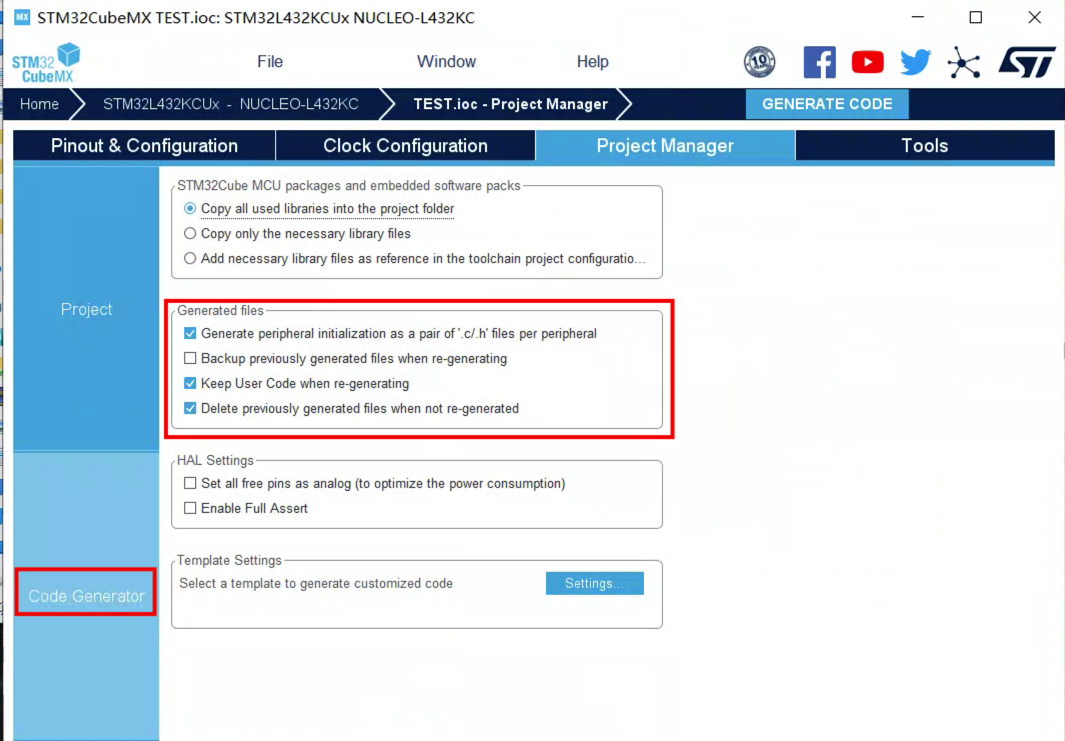 MX STM32CubeMX TEST.ioc: STM32L432KCUx NUCLEO-L432KC
STM32
CubeMX
File Window Help
10
Home STM32L432KCUx - NUCLEO-L432KC TEST.ioc - Project Manager GENERATE CODE
Pinout & Configuration Clock Configuration Project Manager Tools
STM32Cube MCU packages and embedded software packs
Copy all used libraries into the project folder
Copy only the necessary library files
Add necessary library files as reference in the toolchain project configuratio...
Project
Generated files
Generate peripheral initialization as a pair of '.c/.h' files per peripheral
Backup previously generated files when re-generating
Keep User Code when re-generating
Delete previously generated files when not re-generated
HAL Settings
Set all free pins as analog (to optimize the power consumption)
Enable Full Assert
Template Settings
Select a template to generate customized code Settings...
Code Generator